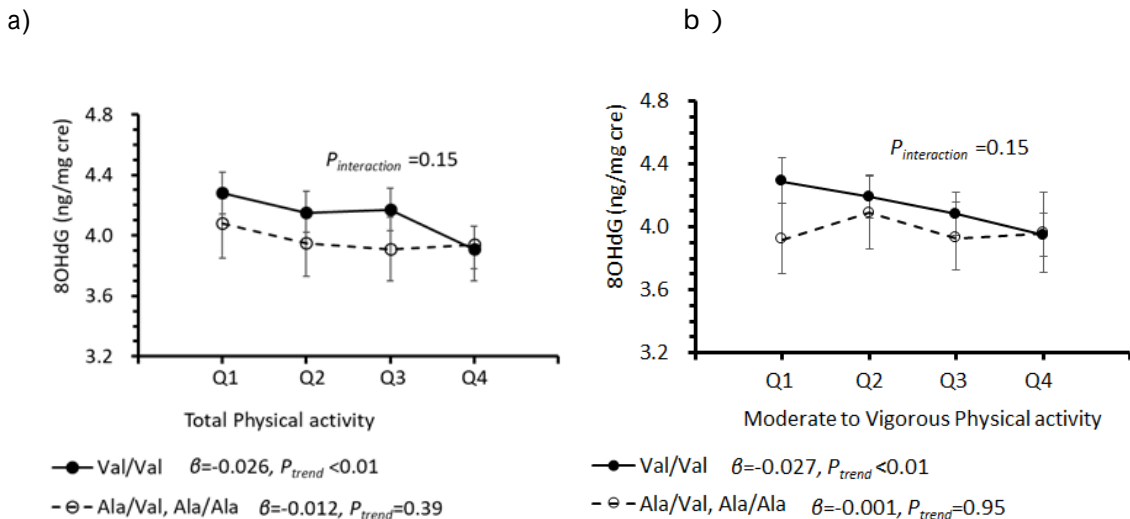 a)
b )
8OHdG (ng/mg cre)
4.8
4.4
4.0
3.6
3.2
P interaction =0.15
Q1 Q2 Q3 Q4
Total Physical activity
Val/Val β=-0.026, P trend <0.01
Ala/Val, Ala/Ala β=-0.012, P trend=0.39
8OHdG (ng/mg cre)
4.8
4.4
4.0
3.6
3.2
P interaction =0.15
Q1 Q2 Q3 Q4
Moderate to Vigorous Physical activity
Val/Val β=-0.027, P trend <0.01
Ala/Val, Ala/Ala β=-0.001, P trend=0.95